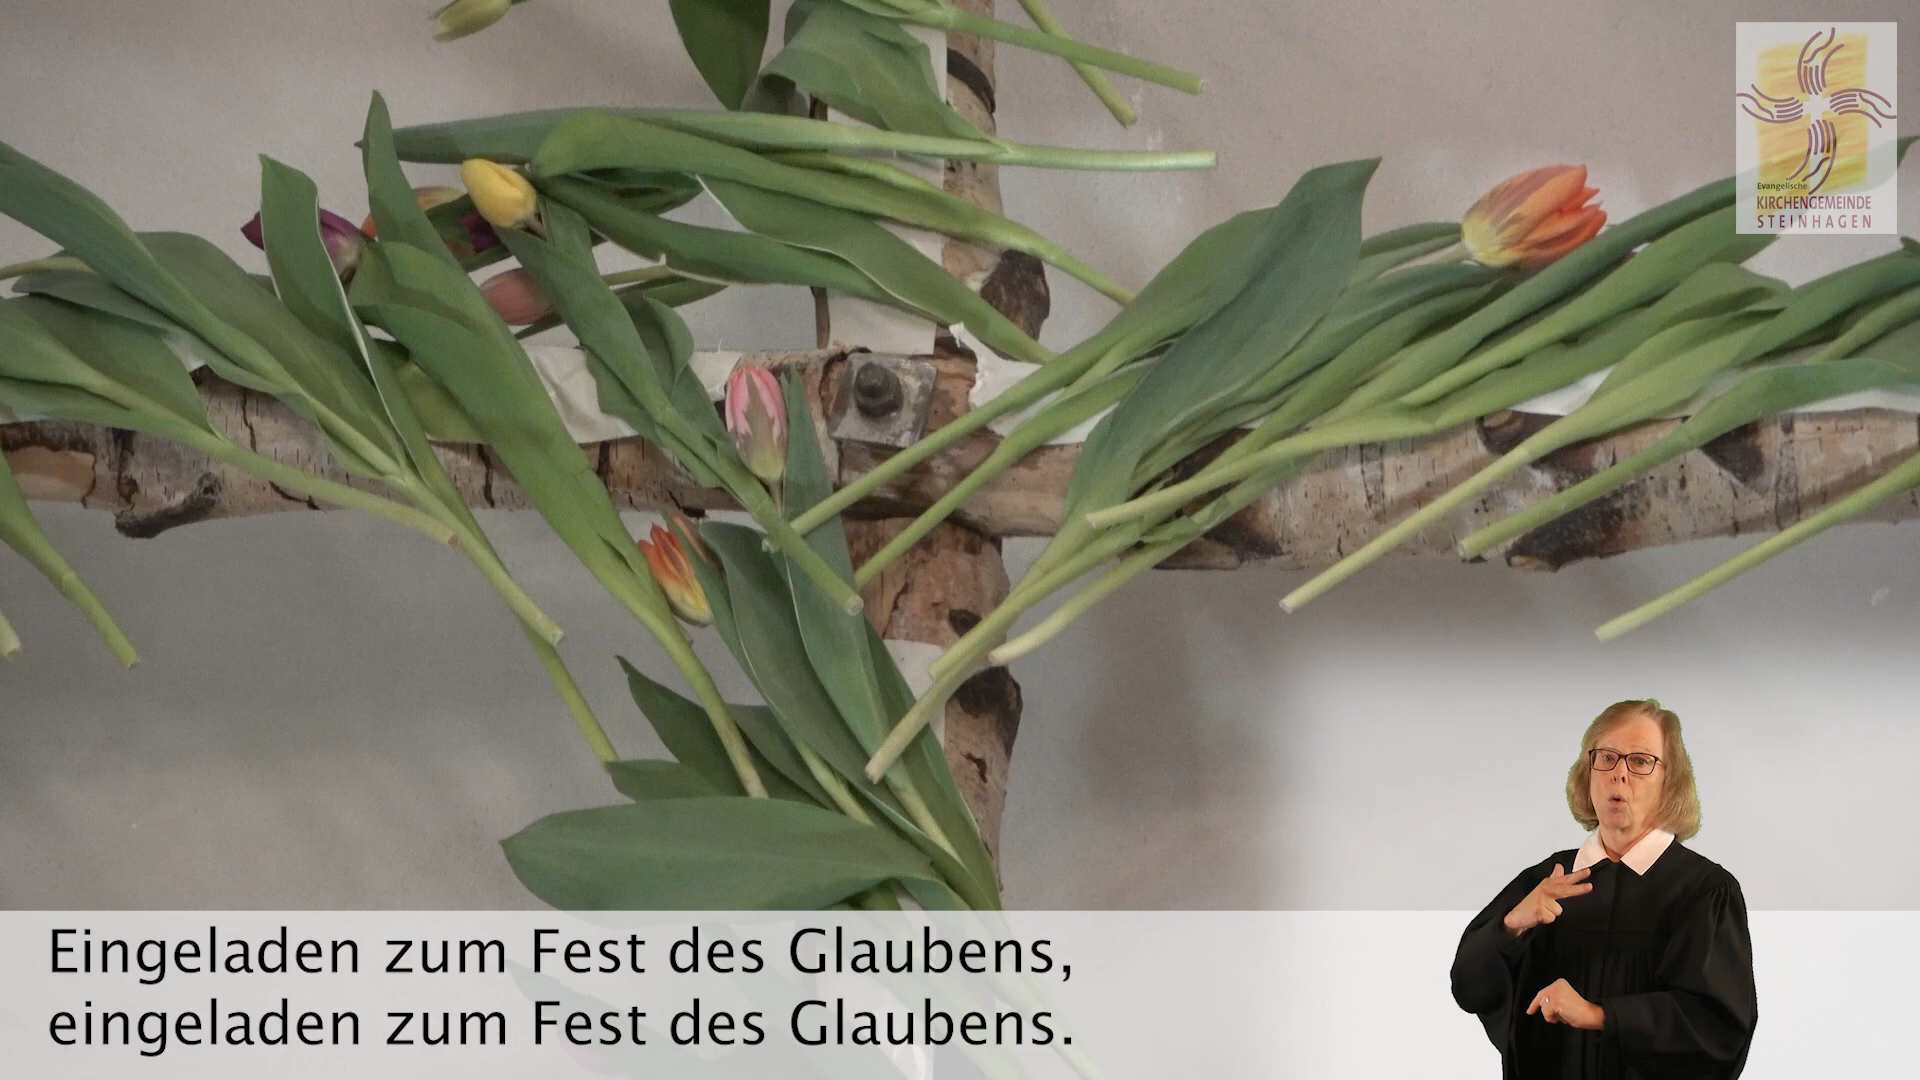 Evangelische
KIRCHENGEMEINDE
STEINHAGEN
Eingeladen zum Fest des Glaubens,
eingeladen zum Fest des Glaubens.